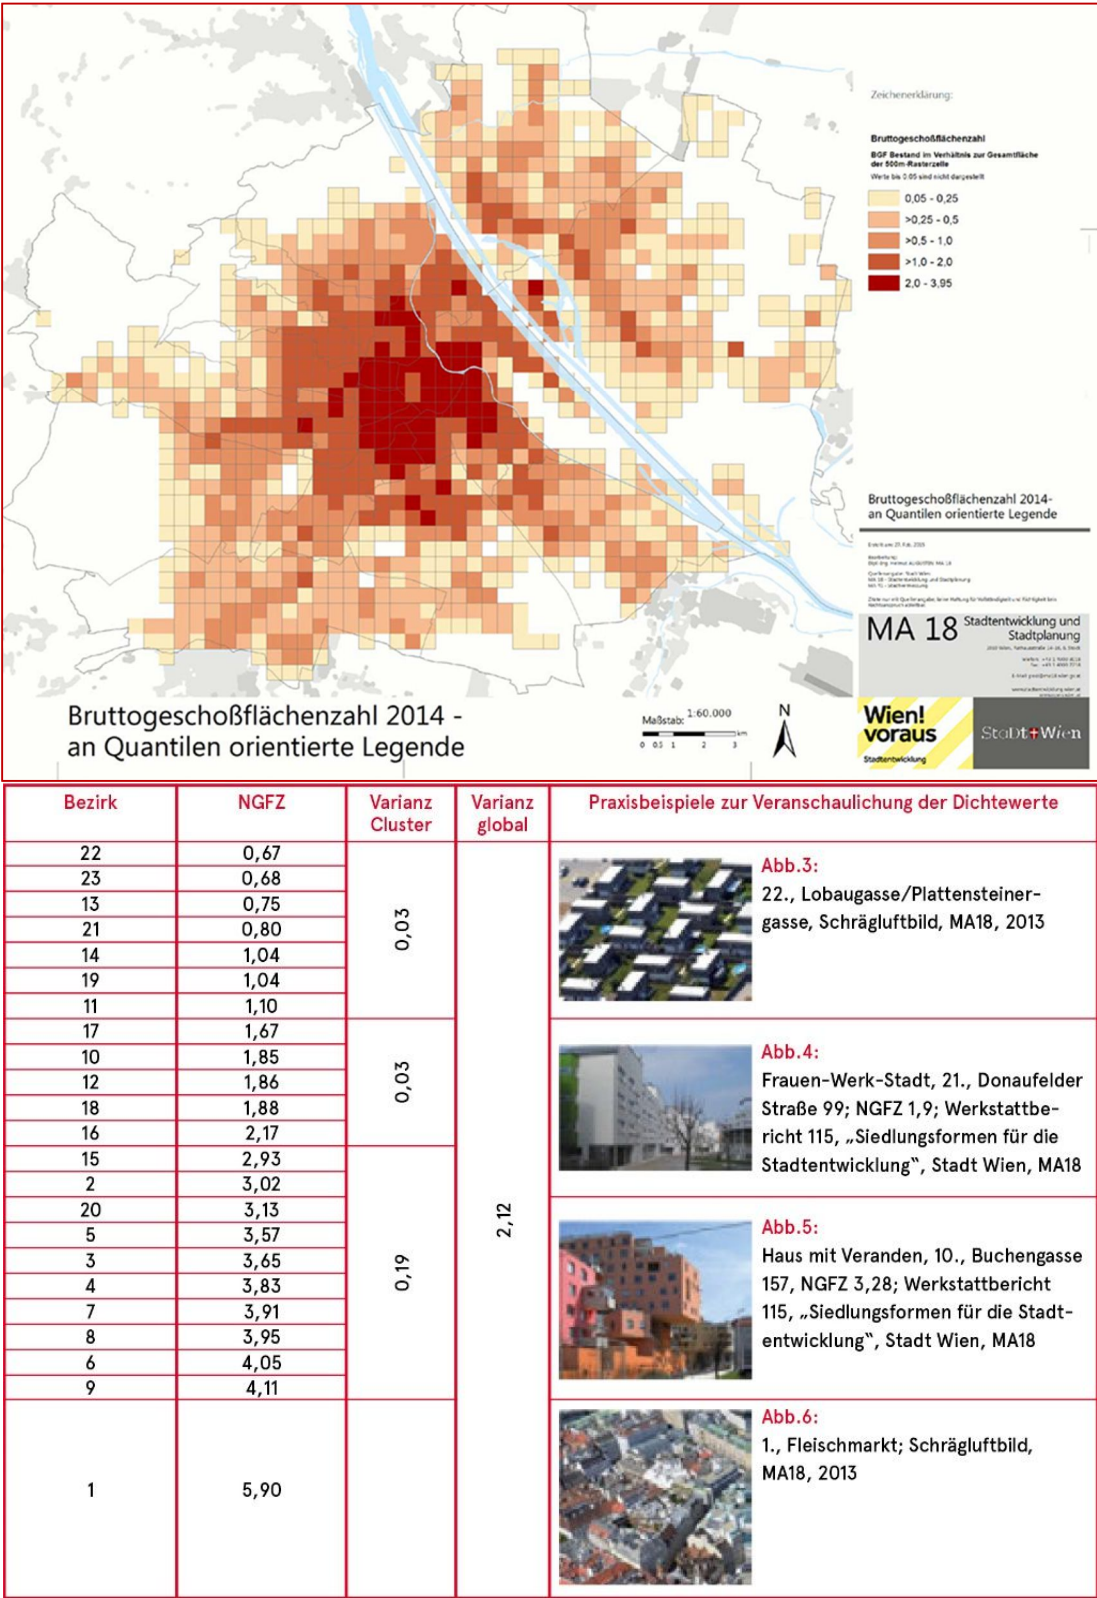 Zeichenerklärung:
Bruttogeschoßflächenzahl
BGF Bestand im Verhältnis zur Gesamtfläche
der 500m-Rasterzelle
Werte bis 0.05 sind nicht dargestellt
0,05 - 0,25
>0,25 - 0,5
>0,5 - 1,0
>1,0 - 2,0
2,0 - 3,95
Bruttogeschoßflächenzahl 2014-
an Quantilen orientierte Legende
MA 18 Stadtentwicklung und
Stadtplanung
Bruttogeschoßflächenzahl 2014 -
an Quantilen orientierte Legende
Maßstab: 1:60.000
0 0.5 1 2 3 km
N
Wien!
voraus
Stadtentwicklung
StaDt Wien
Bezirk NGFZ Varianz Cluster Varianz global Praxisbeispiele zur Veranschaulichung der Dichtewerte
22 0,67
23 0,68
13 0,75
21 0,80
14 1,04
19 1,04
11 1,10
0,03
17 1,67
10 1,85
12 1,86
18 1,88
16 2,17
0,03
15 2,93
2 3,02
20 3,13
5 3,57
3 3,65
4 3,83
7 3,91
8 3,95
6 4,05
9 4,11
0,19
1 5,90
2,12
Abb.3:
22., Lobaugasse/Plattensteiner-
gasse, Schrägluftbild, MA18, 2013
Abb.4:
Frauen-Werk-Stadt, 21., Donaufelder
Straße 99; NGFZ 1,9; Werkstattbe-
richt 115, „Siedlungsformen für die
Stadtentwicklung“, Stadt Wien, MA18
Abb.5:
Haus mit Veranden, 10., Buchengasse
157, NGFZ 3,28; Werkstattbericht
115, „Siedlungsformen für die Stadt-
entwicklung“, Stadt Wien, MA18
Abb.6:
1., Fleischmarkt; Schrägluftbild,
MA18, 2013